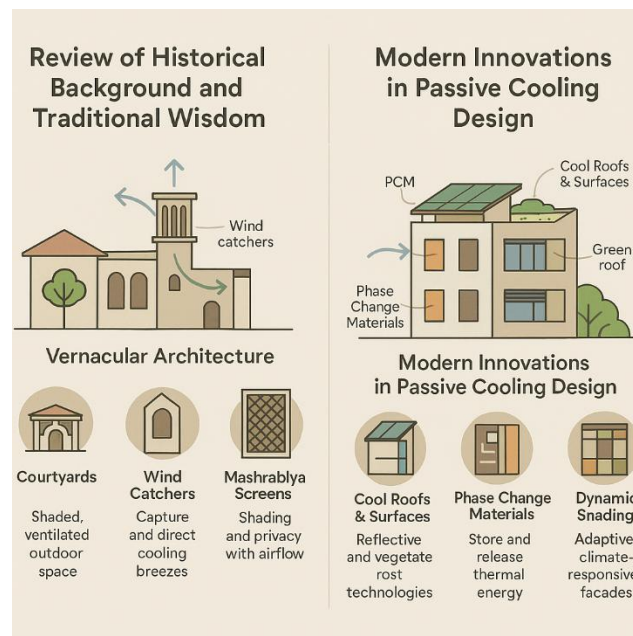 Review of Historical
Background and
Traditional Wisdom
Wind
catchers
Vernacular Architecture
Courtyards
Shaded,
ventilated
outdoor
space
Wind
Catchers
Capture
and direct
cooling
breezes
Mashrablya
Screens
Shading
and privacy
with airflow
Modern Innovations
in Passive Cooling
Design
PCM
Cool Roofs
& Surfaces
Green
roof
Phase
Change
Materials
Modern Innovations
in Passive Cooling Design
Cool Roofs
& Surfaces
Reflective
and vegetate
rost
technologies
Phase Change
Materials
Store and
release
thermal
energy
Dynamic
Snading
Adaptive
climate-
responsive
facades